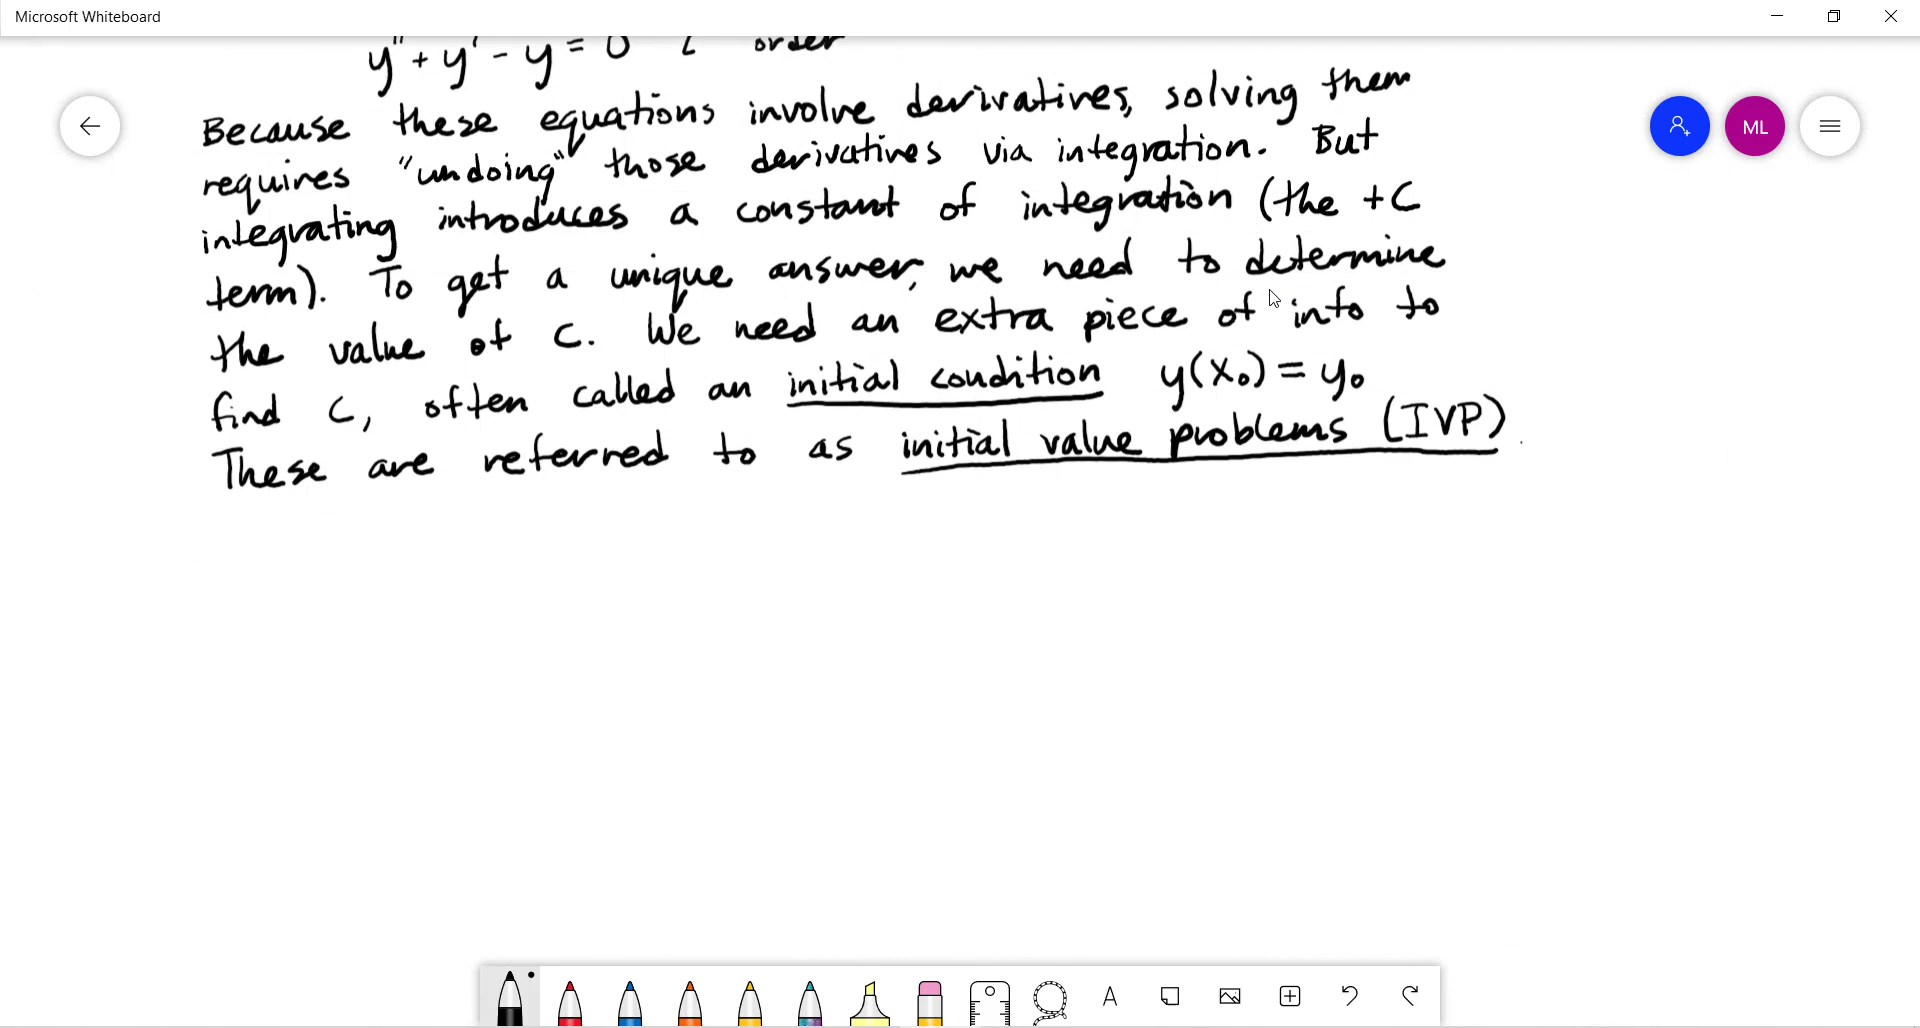 Microsoft Whiteboard
y" + y' - y = 0 2 order
Because these equations involve derivatives, solving them
ML
requires "undoing" those derivatives via integration. But
integrating introduces a constant of integration (the +C
term). To get a unique answer, we need to determine
the value of C. We need an extra piece of info to
find C, often called an initial condition y(x₀) = y₀
These are referred to as initial value problems (IVP).
A